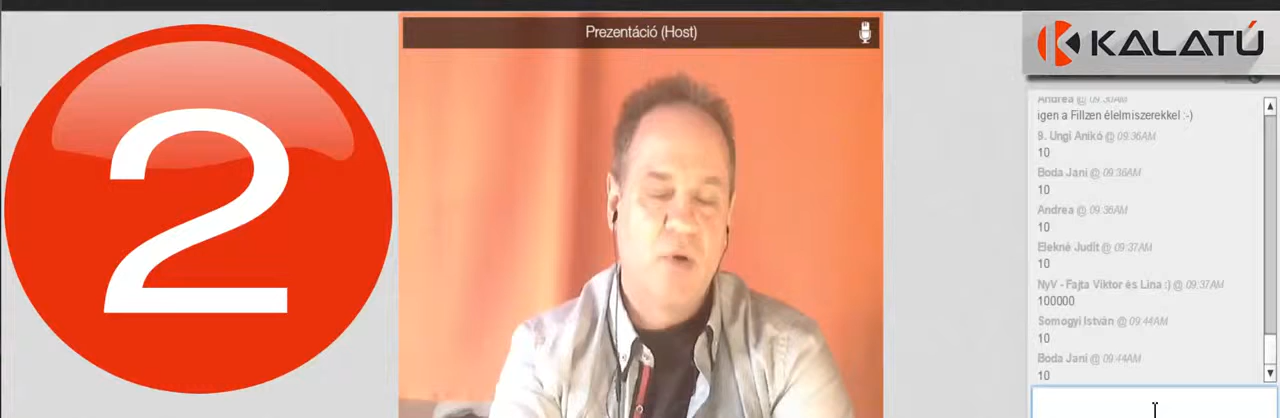 2
Prezentáció (Host)
KALATÚ
Andrea @ 09:30AM
igen a Fillzen élelmiszerekkel :-)
9. Ungi Anikó @ 09:36AM
10
Boda Jani @ 09:36AM
10
Andrea @ 09:36AM
10
Elekné Judit @ 09:37AM
10
NyV - Fajta Viktor és Lina :) @ 09:37AM
100000
Somogyi István @ 09:44AM
10
Boda Jani @ 09:44AM
10